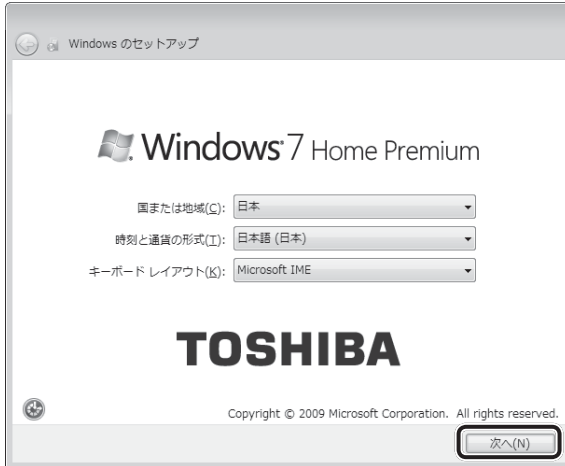 Windows のセットアップ
Windows 7 Home Premium
国または地域(C): 日本
時刻と通貨の形式(T): 日本語 (日本)
キーボード レイアウト(K): Microsoft IME
TOSHIBA
Copyright © 2009 Microsoft Corporation. All rights reserved.
次へ(N)